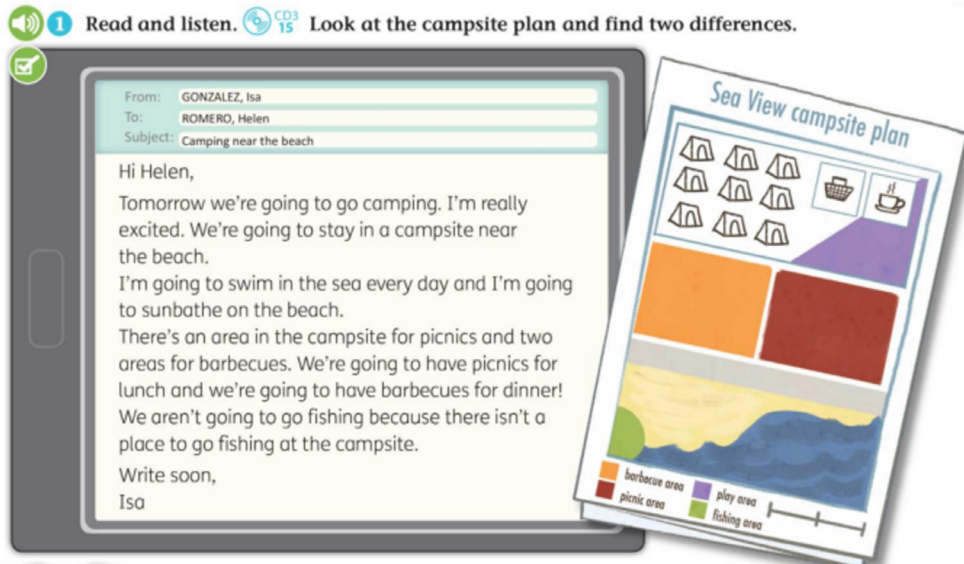 1 Read and listen. CD3 15 Look at the campsite plan and find two differences.
From: GONZALEZ, Isa
To: ROMERO, Helen
Subject: Camping near the beach
Hi Helen,
Tomorrow we're going to go camping. I'm really
excited. We're going to stay in a campsite near
the beach.
I'm going to swim in the sea every day and I'm going
to sunbathe on the beach.
There's an area in the campsite for picnics and two
areas for barbecues. We're going to have picnics for
lunch and we're going to have barbecues for dinner!
We aren't going to go fishing because there isn't a
place to go fishing at the campsite.
Write soon,
Isa
Sea View campsite plan
barbecue area
picnic area
play area
fishing area